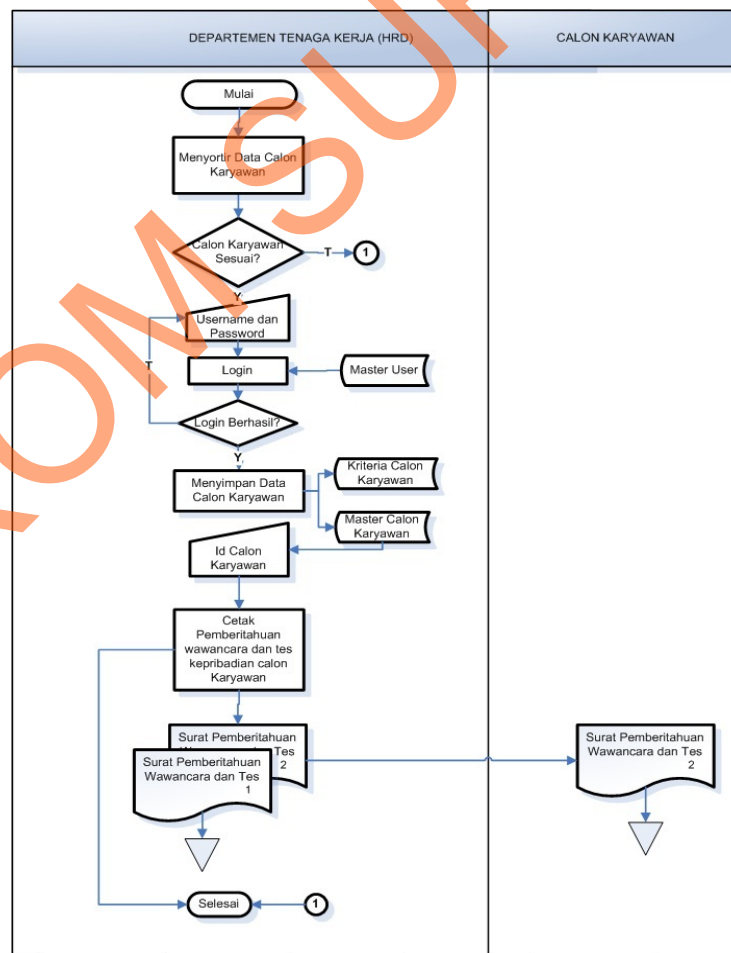 DEPARTEMEN TENAGA KERJA (HRD)
CALON KARYAWAN
Mulai
Menyortir Data Calon
Karyawan
Calon Karyawan
Sesuai?
T
1
Y
Username dan
Password
T
Login
Master User
Login Berhasil?
Y
Menyimpan Data
Calon Karyawan
Kriteria Calon
Karyawan
Master Calon
Karyawan
Id Calon
Karyawan
Cetak
Pemberitahuan
wawancara dan tes
kepribadian calon
Karyawan
Surat Pemberitahuan
Tes
2
Surat Pemberitahuan
Wawancara dan Tes
1
Surat Pemberitahuan
Wawancara dan Tes
2
Selesai
1